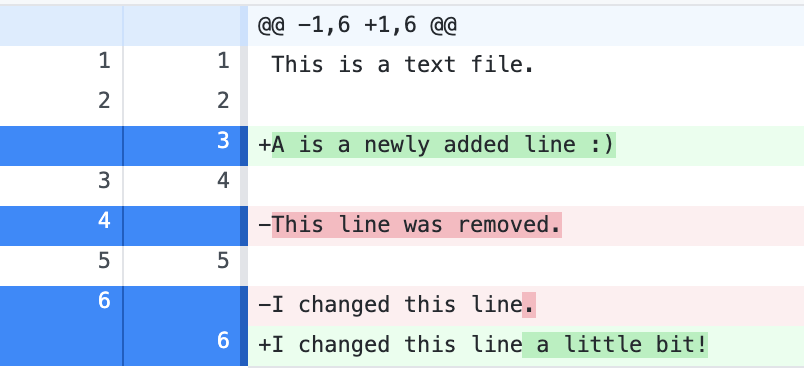 @@ -1,6 +1,6 @@
1 1 This is a text file.
2 2
3 +A is a newly added line :)
3 4
4 -This line was removed.
5 5
6 -I changed this line.
6 +I changed this line a little bit!